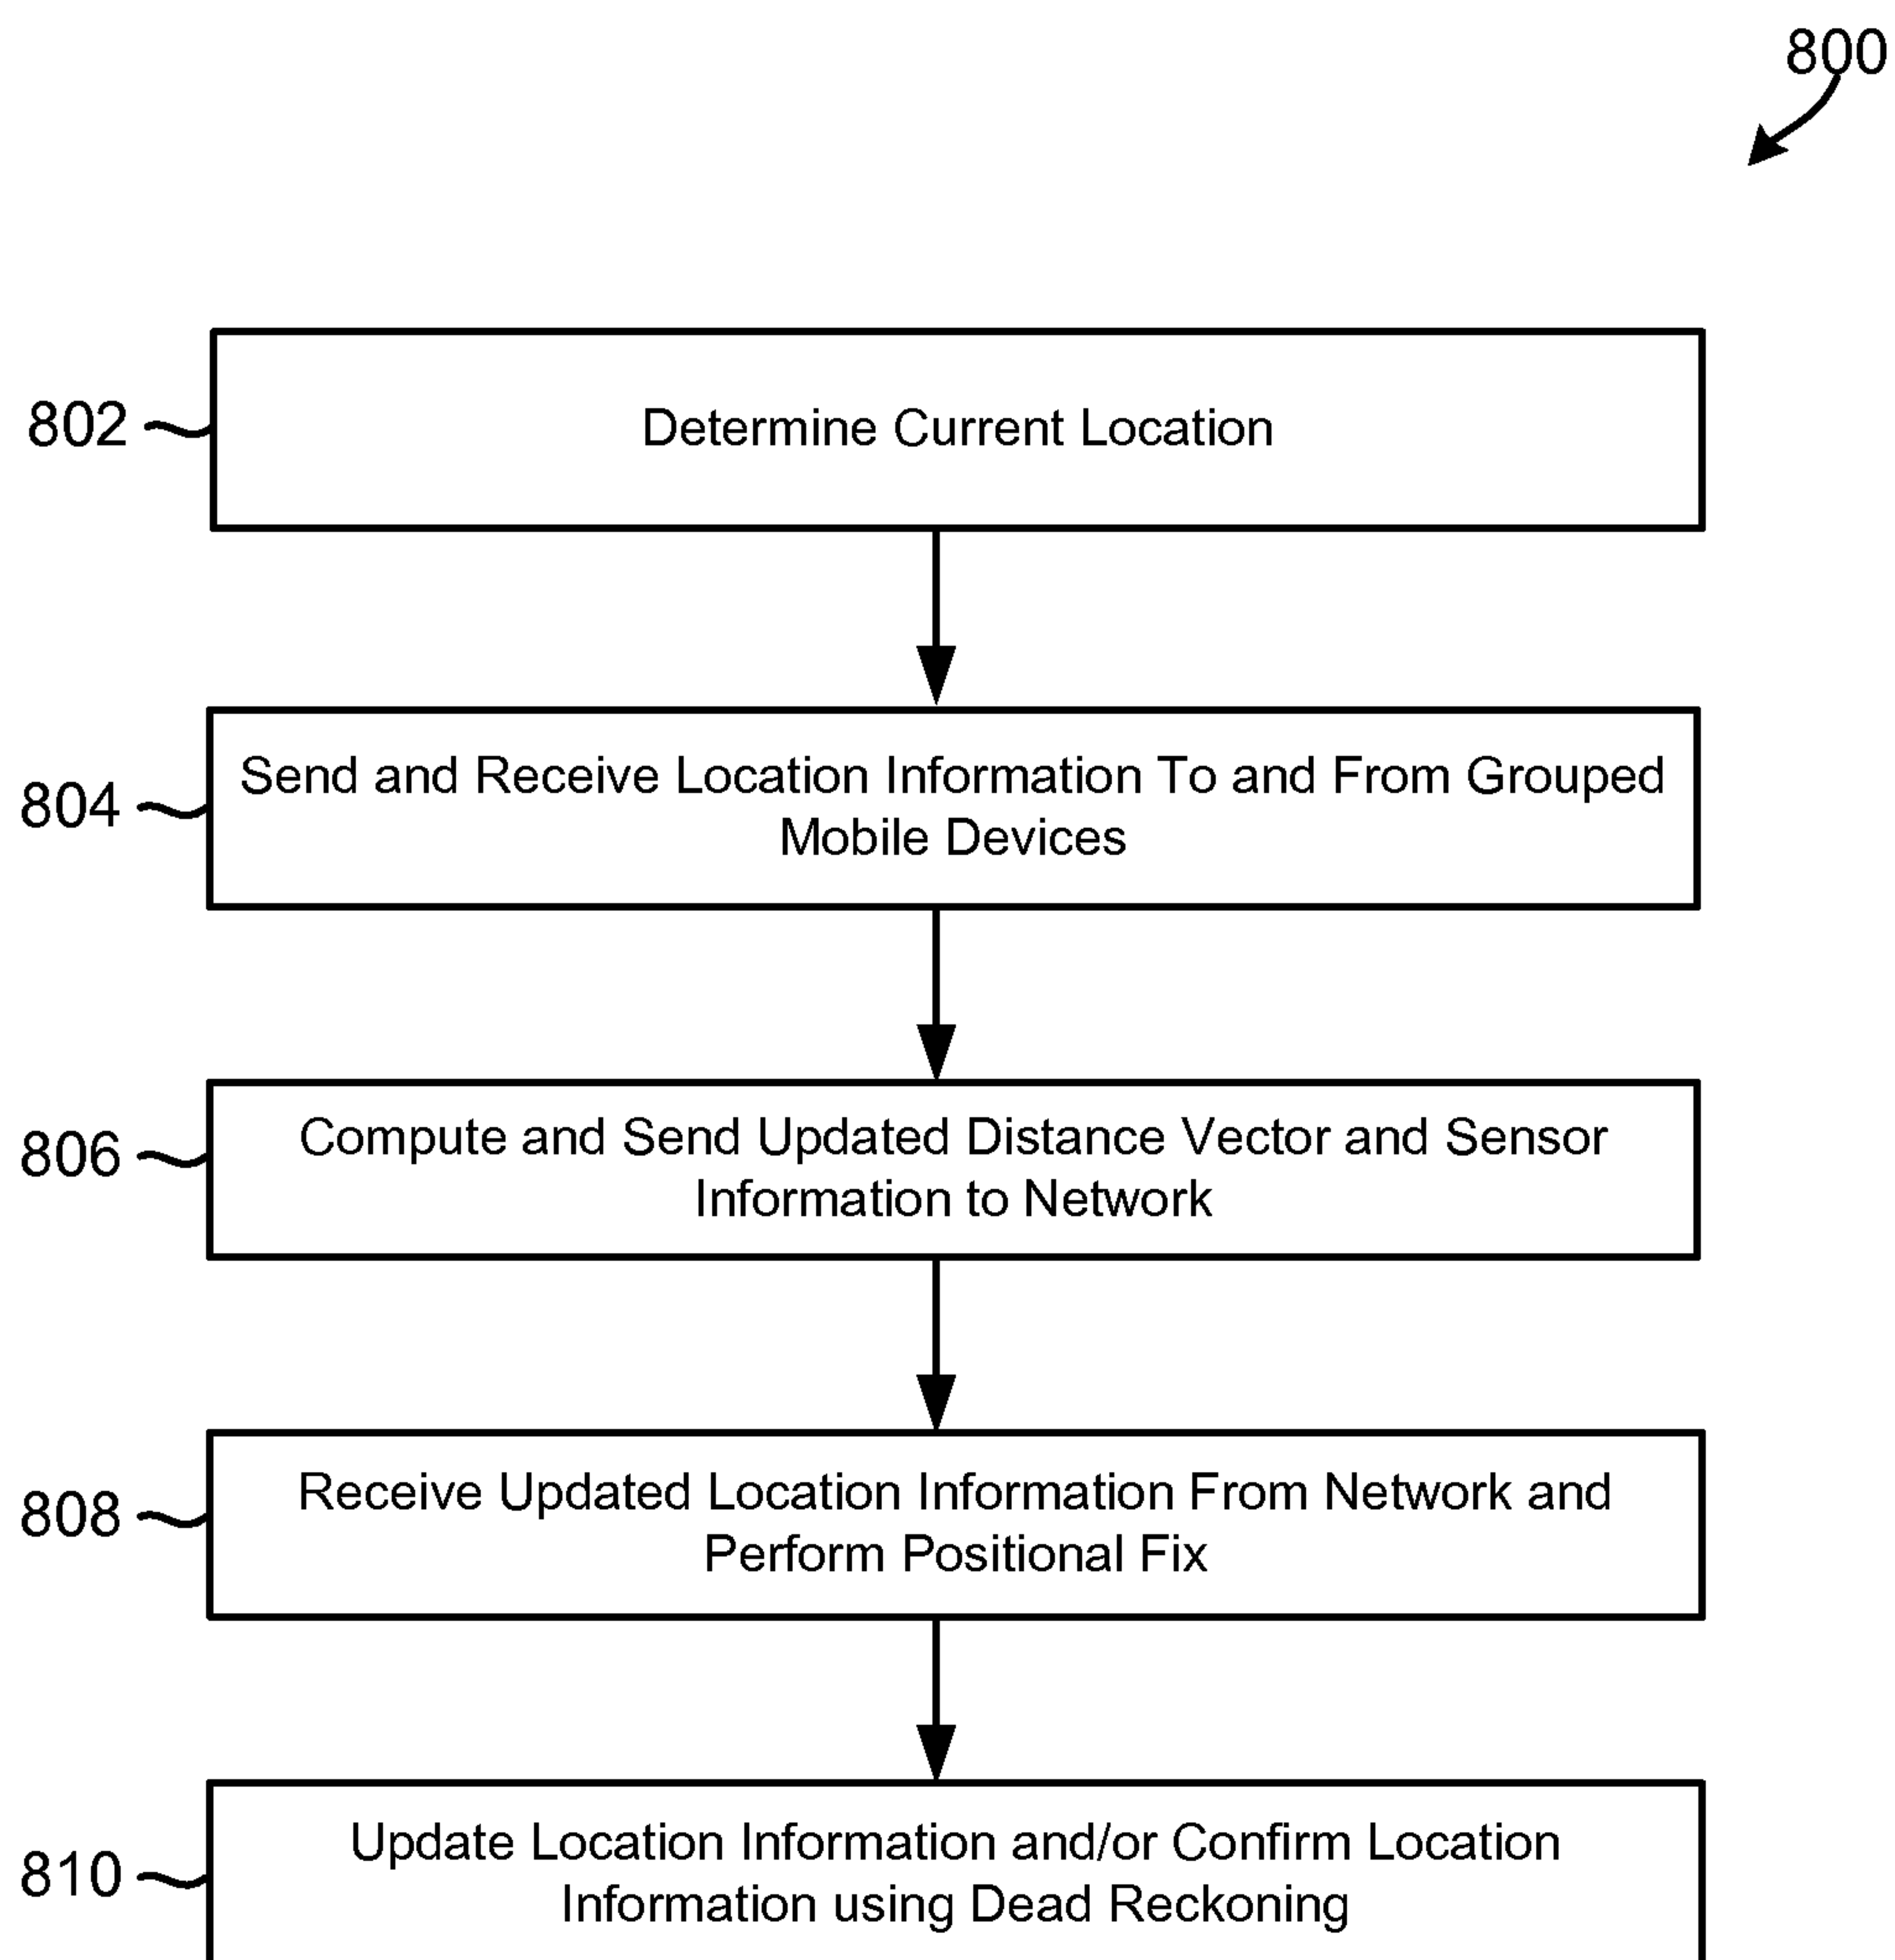 800
802
Determine Current Location
804
Send and Receive Location Information To and From Grouped
Mobile Devices
806
Compute and Send Updated Distance Vector and Sensor
Information to Network
808
Receive Updated Location Information From Network and
Perform Positional Fix
810
Update Location Information and/or Confirm Location
Information using Dead Reckoning